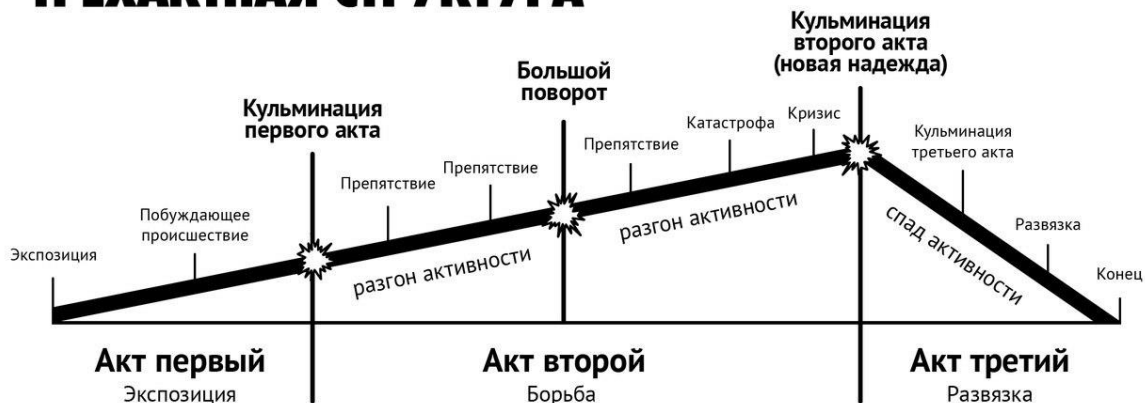 ТРЕХАКТНАЯ СТРУКТУРА
Кульминация
второго акта
(новая надежда)
Большой
поворот
Кульминация
первого акта
Экспозиция
Побуждающее
происшествие
Препятствие
Препятствие
Препятствие
Катастрофа
Кризис
Кульминация
третьего акта
Развязка
Конец
разгон активности
разгон активности
спад активности
Акт первый
Экспозиция
Акт второй
Борьба
Акт третий
Развязка